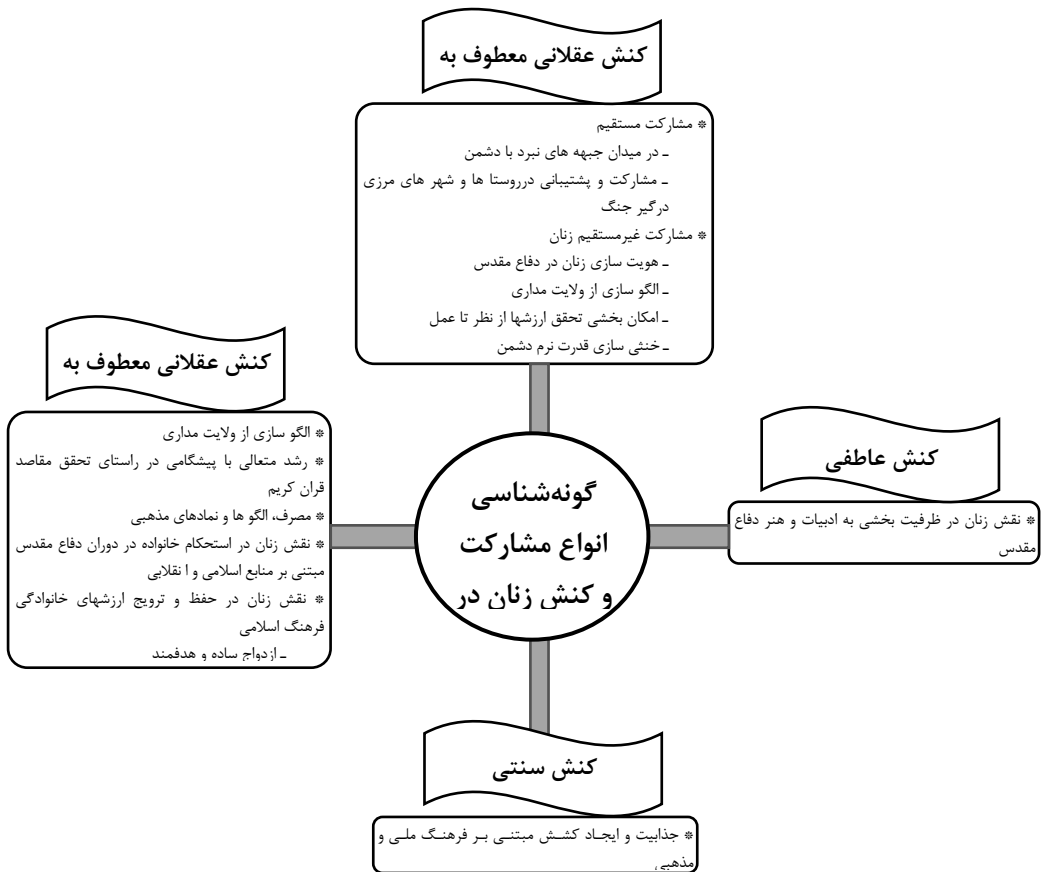 کنش عقلانی معطوف به
* مشارکت مستقیم
ـ در میدان جبهه های نبرد با دشمن
ـ مشارکت و پشتیبانی درروستا ها و شهر های مرزی
درگیر جنگ
* مشارکت غیرمستقیم زنان
ـ هویت سازی زنان در دفاع مقدس
ـ الگو سازی از ولایت مداری
ـ امکان بخشی تحقق ارزشها از نظر تا عمل
ـ خنثی سازی قدرت نرم دشمن
کنش عقلانی معطوف به
* الگو سازی از ولایت مداری
* رشد متعالی با پیشگامی در راستای تحقق مقاصد
قران کریم
* مصرف، الگو ها و نمادهای مذهبی
* نقش زنان در استحکام خانواده در دوران دفاع مقدس
مبتنی بر منابع اسلامی و ا نقلابی
* نقش زنان در حفظ و ترویج ارزشهای خانوادگی
فرهنگ اسلامی
ـ ازدواج ساده و هدفمند
گونه‌شناسی
انواع مشارکت
و کنش زنان در
کنش عاطفی
* نقش زنان در ظرفیت بخشی به ادبیات و هنر دفاع
مقدس
کنش سنتی
* جذابیت و ایجاد کشش مبتنی بر فرهنگ ملی و
مذهبی